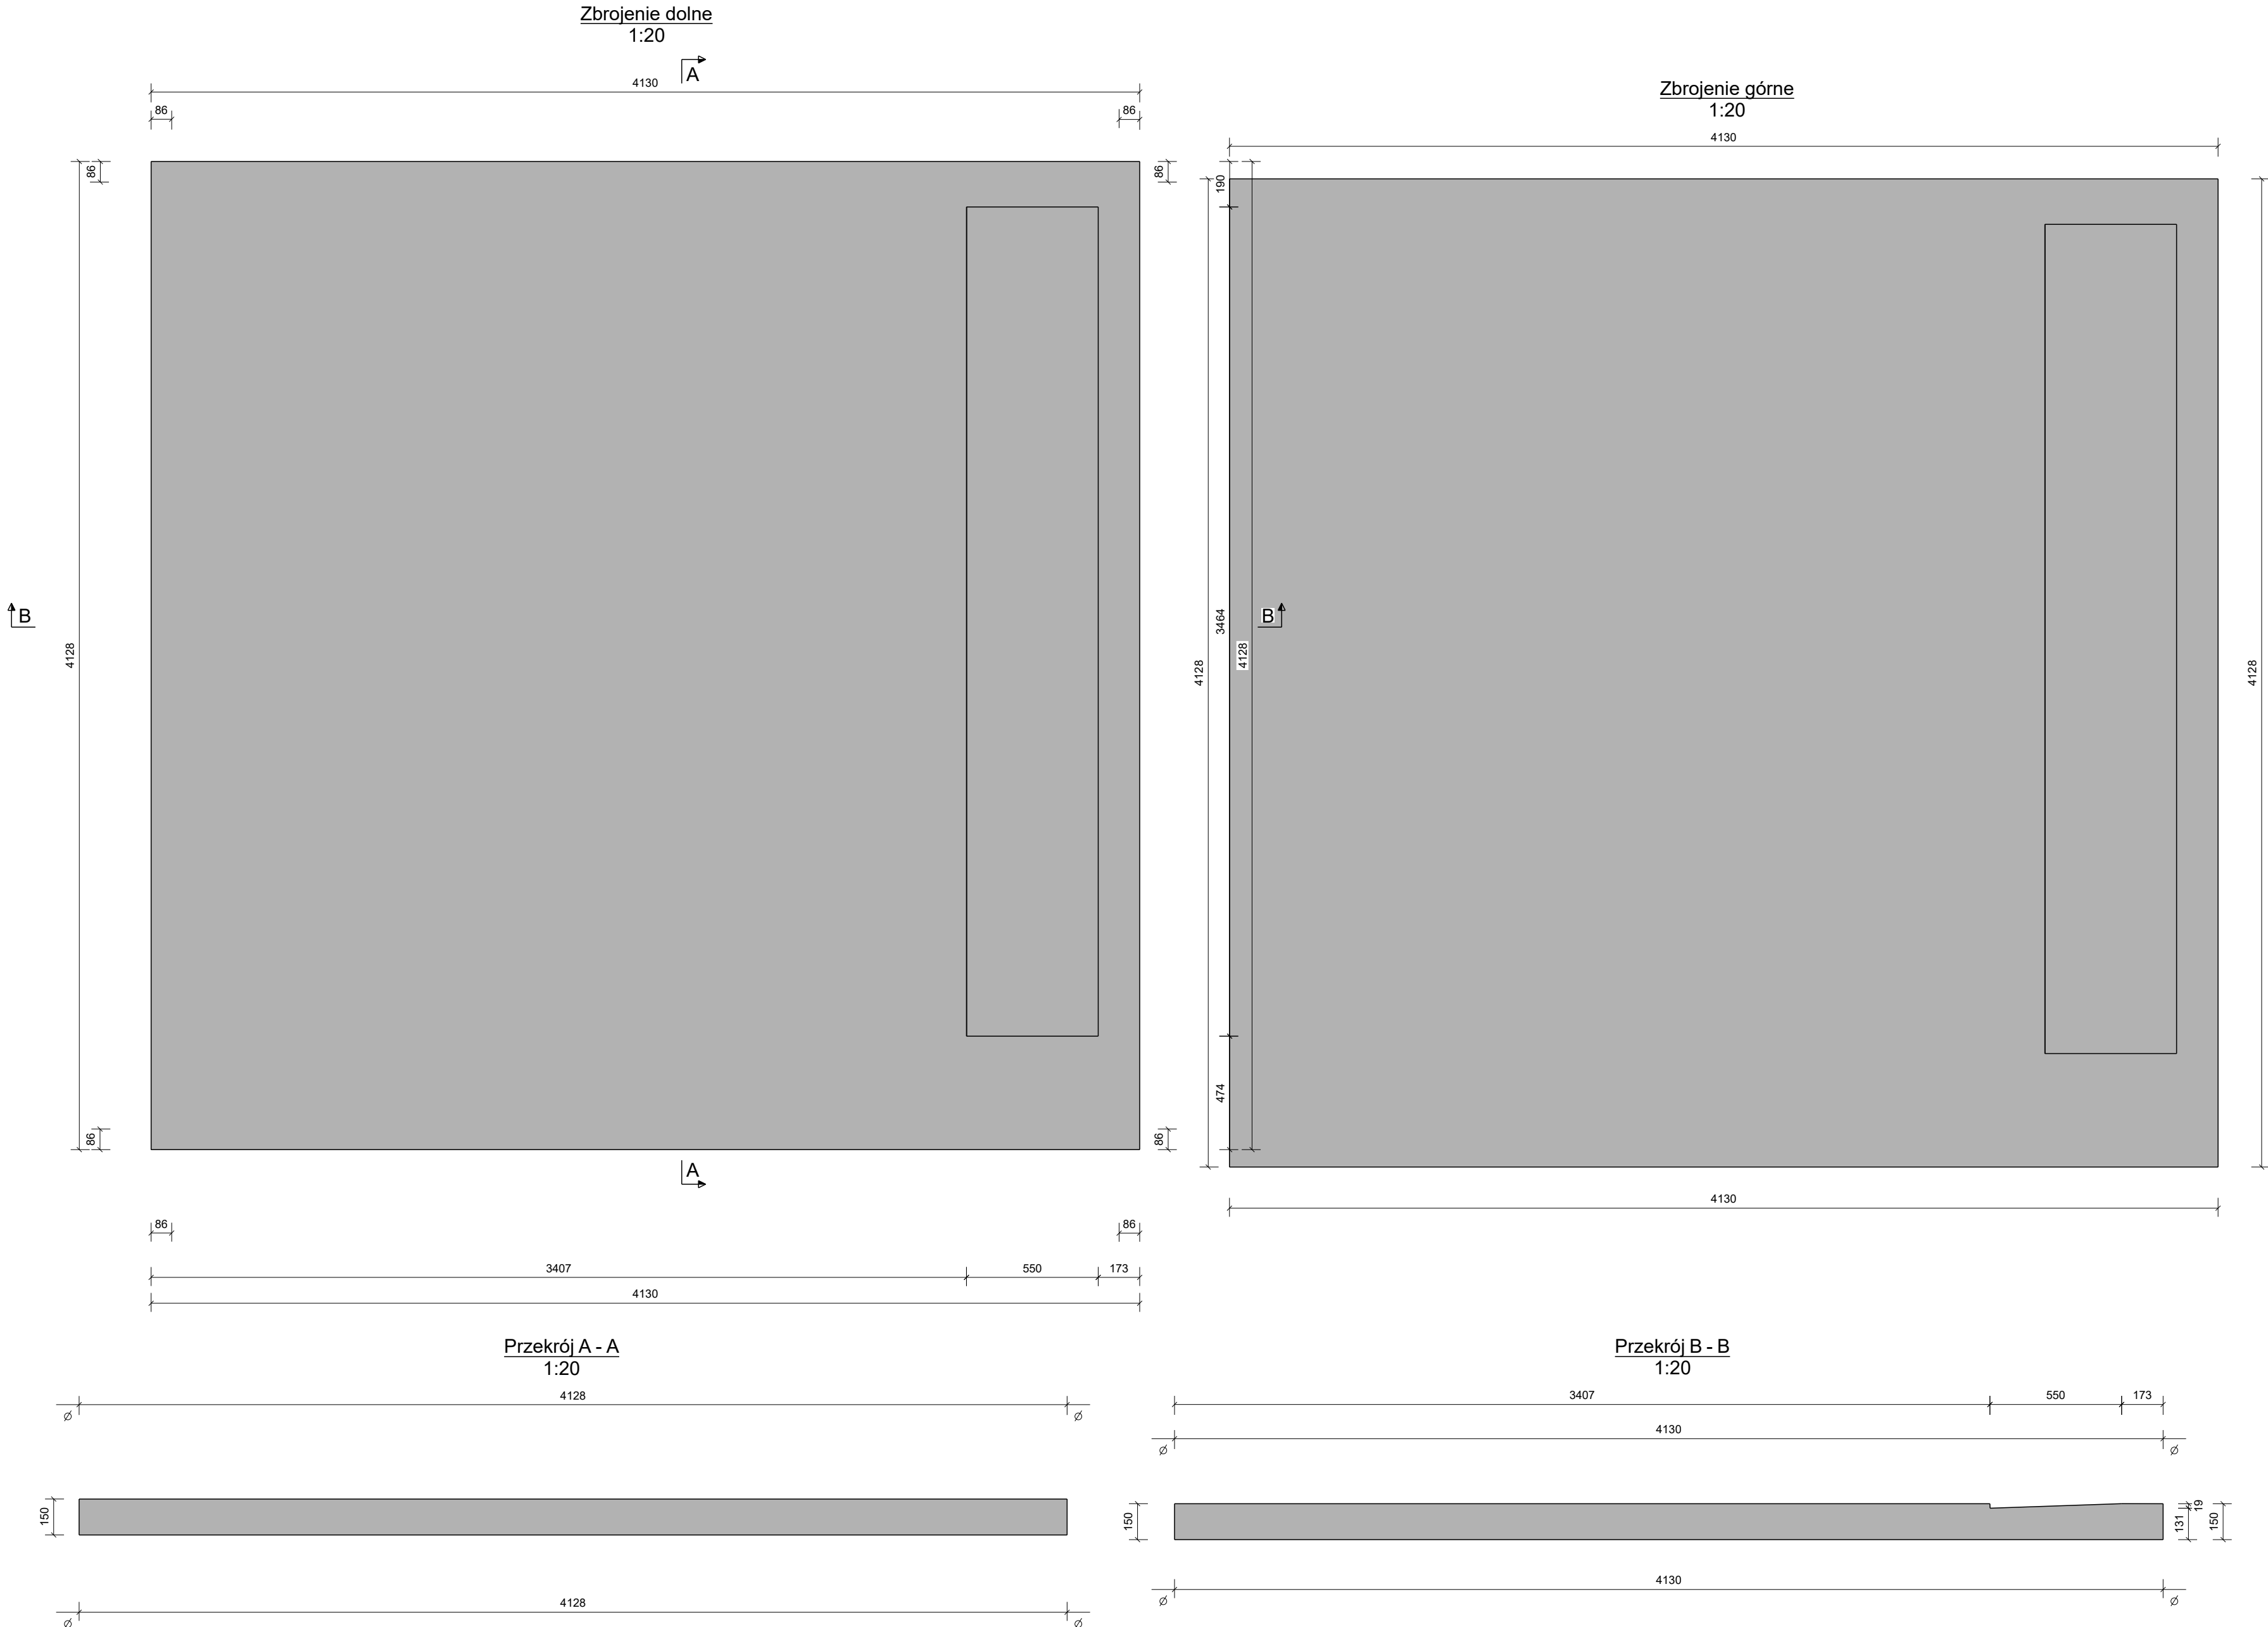 Zbrojenie dolne
1:20
A
4130
86
86
86
86
B
4128
86
86
A
86
86
3407
550
173
4130
Zbrojenie górne
1:20
4130
190
3464
4128
4128
B
4128
474
4130
Przekrój A - A
1:20
4128
ϕ
ϕ
150
4128
ϕ
ϕ
Przekrój B - B
1:20
3407
550
173
4130
ϕ
ϕ
150
19
131
150
4130
ϕ
ϕ